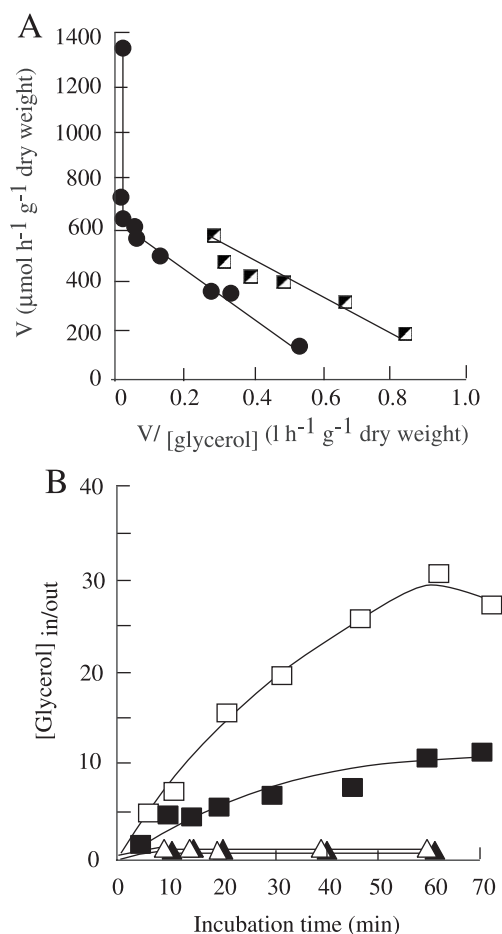 A
1400
1200
1000
800
600
400
200
0
V (μmol h-1 g-1 dry weight)
0 0.2 0.4 0.6 0.8 1.0
V/ [glycerol] (l h-1 g-1 dry weight)
B
40
30
20
10
0
[Glycerol] in/out
0 10 20 30 40 50 60 70
Incubation time (min)